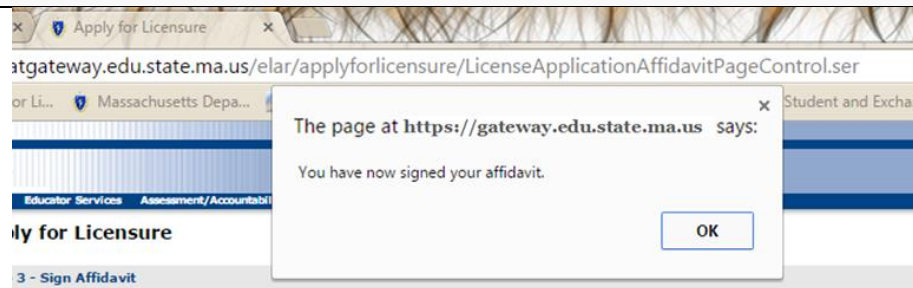 Apply for Licensure
atgateway.edu.state.ma.us/elar/applyforlicensure/LicenseApplicationAffidavitPageControl.ser
or Li... Massachusetts Depa... Student and Excha
The page at https://gateway.edu.state.ma.us says:
You have now signed your affidavit.
OK
Educator Services Assessment/Accountabil
ly for Licensure
3 - Sign Affidavit